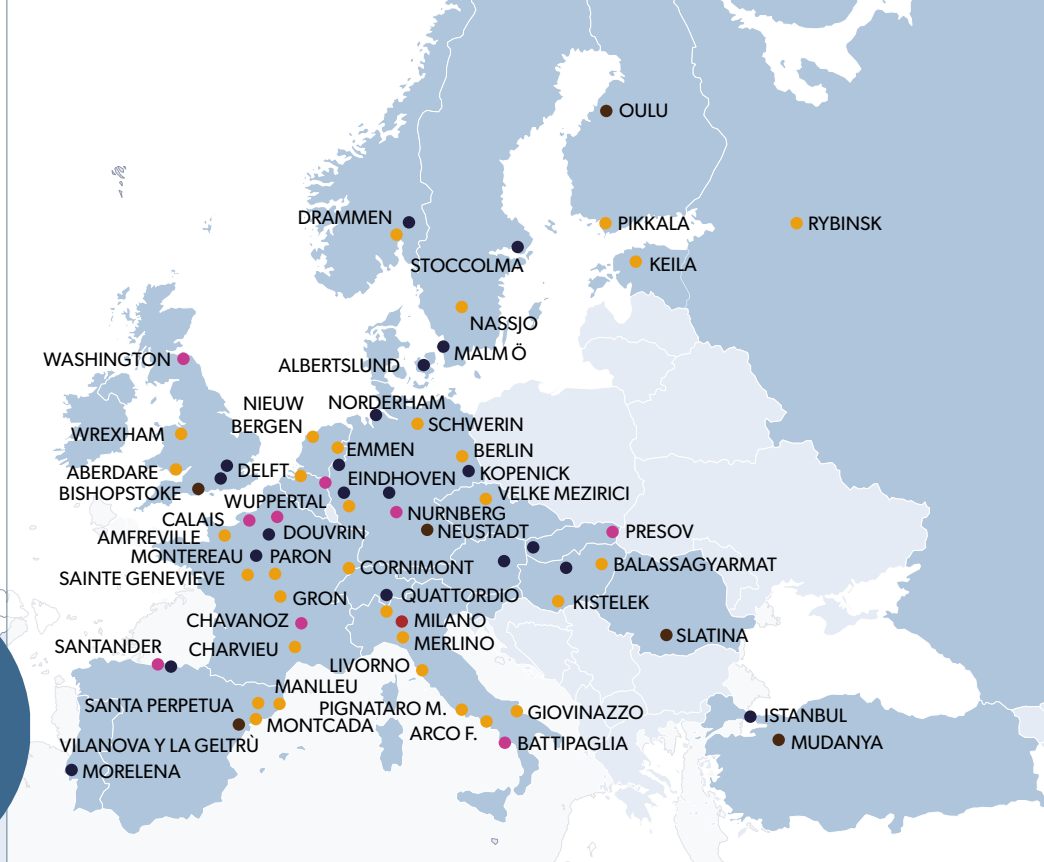 OULU
DRAMMEN
PIKKALA
RYBINSK
STOCCOLMA
KEILA
NASSJO
WASHINGTON
MALM Ö
ALBERTSLUND
NIEUW
BERGEN
NORDERHAM
SCHWERIN
WREXHAM
EMMEN
BERLIN
ABERDARE
DELFT
KOPENICK
EINDHOVEN
BISHOPSTOKE
VELKE MEZIRICI
WUPPERTAL
NURNBERG
CALAIS
NEUSTADT
PRESOV
AMFREVILLE
DOUVRIN
MONTEREAU
PARON
BALASSAGYARMAT
SAINTE GENEVIEVE
CORNIMONT
GRON
QUATTORDIO
KISTELEK
CHAVANOZ
MILANO
SLATINA
SANTANDER
CHARVIEU
MERLINO
LIVORNO
MANLLEU
SANTA PERPETUA
PIGNATARO M.
GIOVINAZZO
ISTANBUL
MONTCADA
ARCO F.
VILANOVA Y LA GELTRÙ
BATTIPAGLIA
MUDANYA
MORELENA